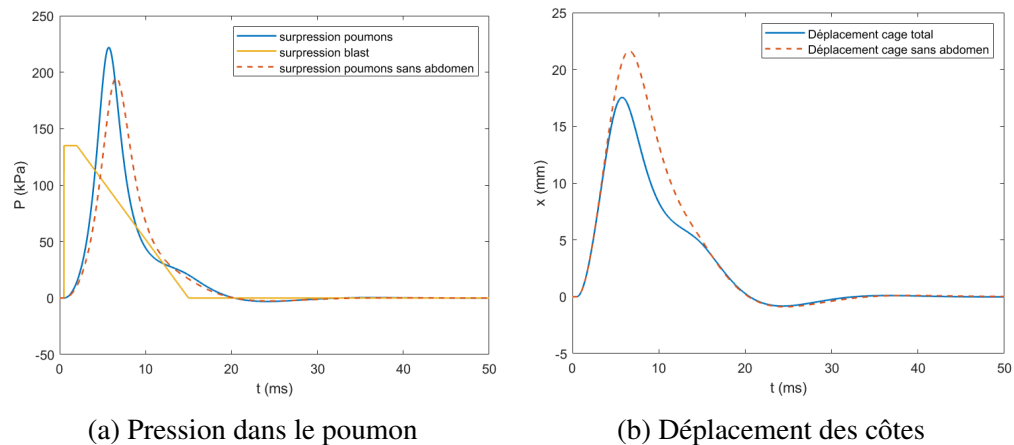 250
200
150
100
50
0
-50
P (kPa)
surpression poumons
surpression blast
surpression poumons sans abdomen
0 10 20 30 40 50
t (ms)
(a) Pression dans le poumon
25
20
15
10
5
0
-5
x (mm)
Déplacement cage total
Déplacement cage sans abdomen
0 10 20 30 40 50
t (ms)
(b) Déplacement des côtes